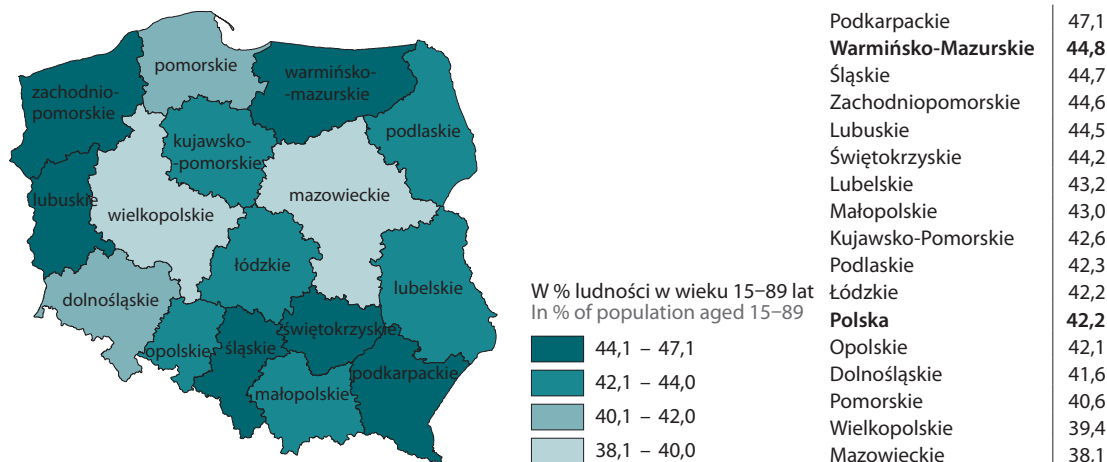 pomorskie
warmińsko-
-mazurskie
zachodnio-
pomorskie
podlaskie
kujawsko-
-pomorskie
lubuskie
wielkopolskie
mazowieckie
łódzkie
lubelskie
dolnośląskie
opolskie
śląskie
świętokrzyskie
podkarpackie
małopolskie
W % ludności w wieku 15–89 lat
In % of population aged 15–89
44,1 – 47,1
42,1 – 44,0
40,1 – 42,0
38,1 – 40,0
Podkarpackie 47,1
Warmińsko-Mazurskie 44,8
Śląskie 44,7
Zachodniopomorskie 44,6
Lubuskie 44,5
Świętokrzyskie 44,2
Lubelskie 43,2
Małopolskie 43,0
Kujawsko-Pomorskie 42,6
Podlaskie 42,3
Łódzkie 42,2
Polska 42,2
Opolskie 42,1
Dolnośląskie 41,6
Pomorskie 40,6
Wielkopolskie 39,4
Mazowieckie 38,1